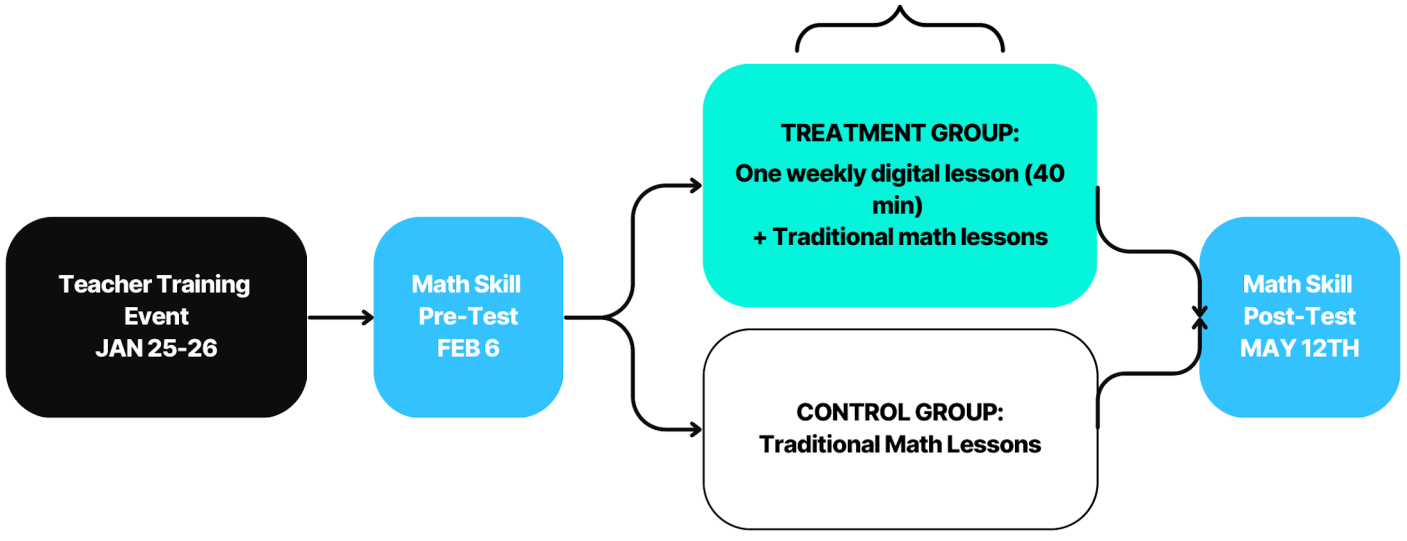 Teacher Training
Event
JAN 25-26
Math Skill
Pre-Test
FEB 6
TREATMENT GROUP:
One weekly digital lesson (40
min)
+ Traditional math lessons
CONTROL GROUP:
Traditional Math Lessons
Math Skill
Post-Test
MAY 12TH